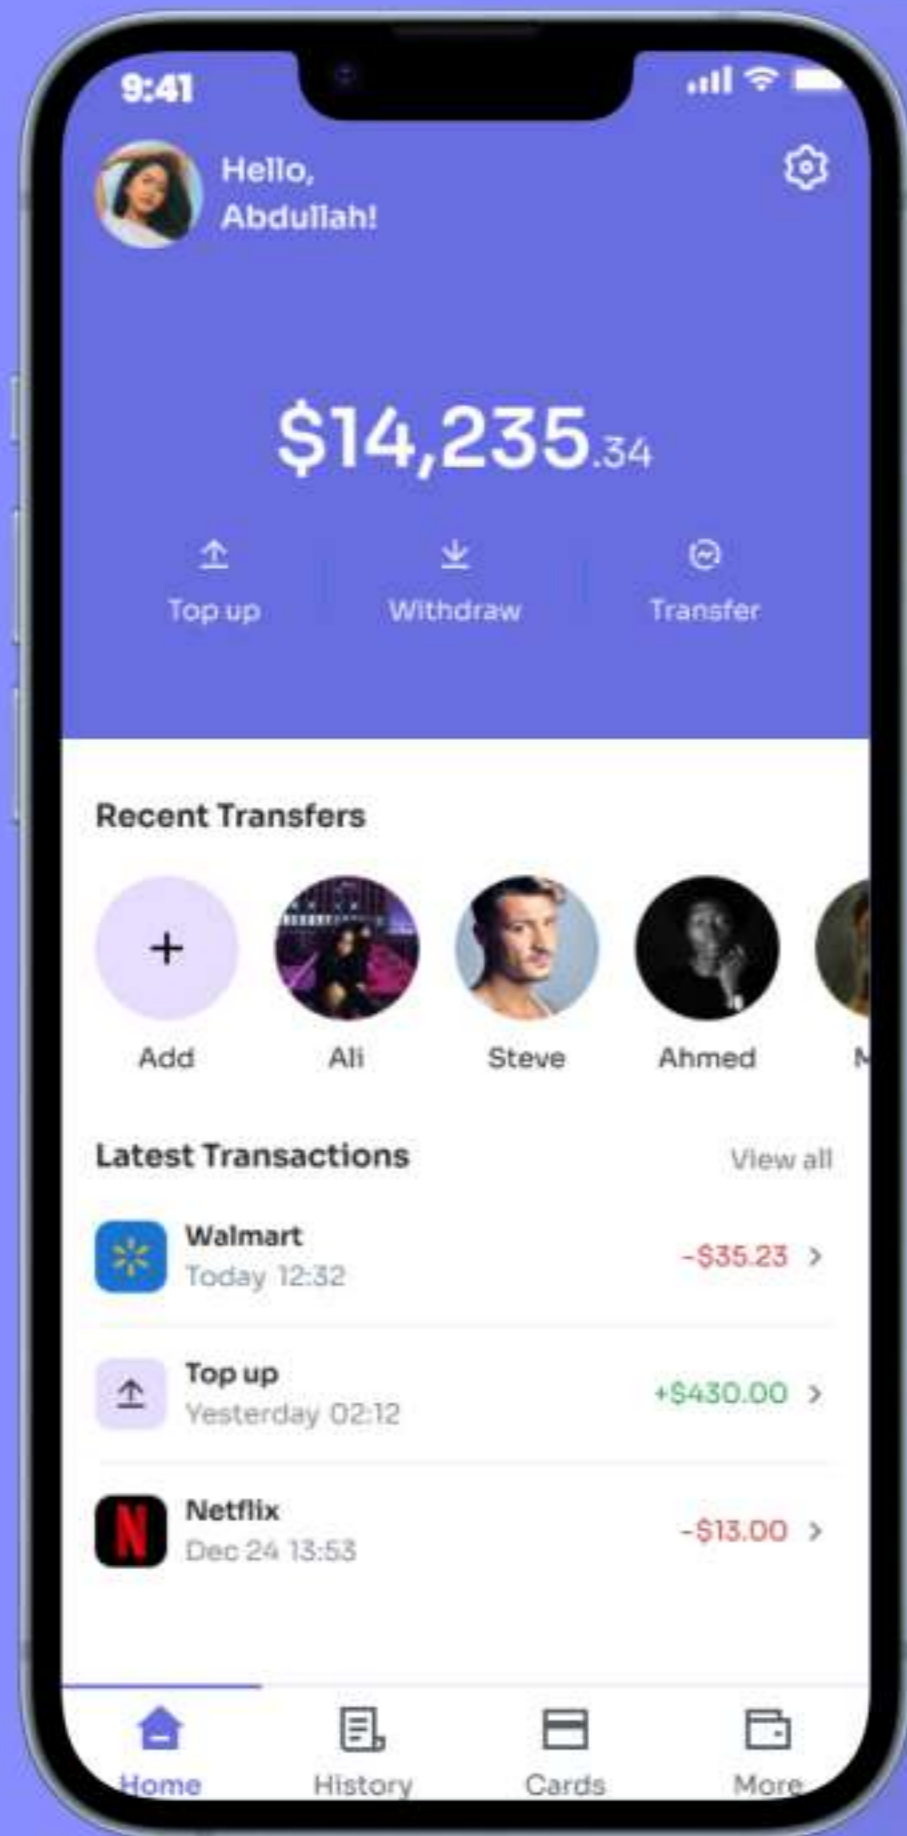 9:41
Hello,
Abdullah!
$14,235.34
Top up
Withdraw
Transfer
Recent Transfers
Add
Ali
Steve
Ahmed
Latest Transactions
View all
Walmart
Today 12:32
-$35.23
Top up
Yesterday 02:12
+$430.00
N
Netflix
Dec 24 13:53
-$13.00
Home
History
Cards
More